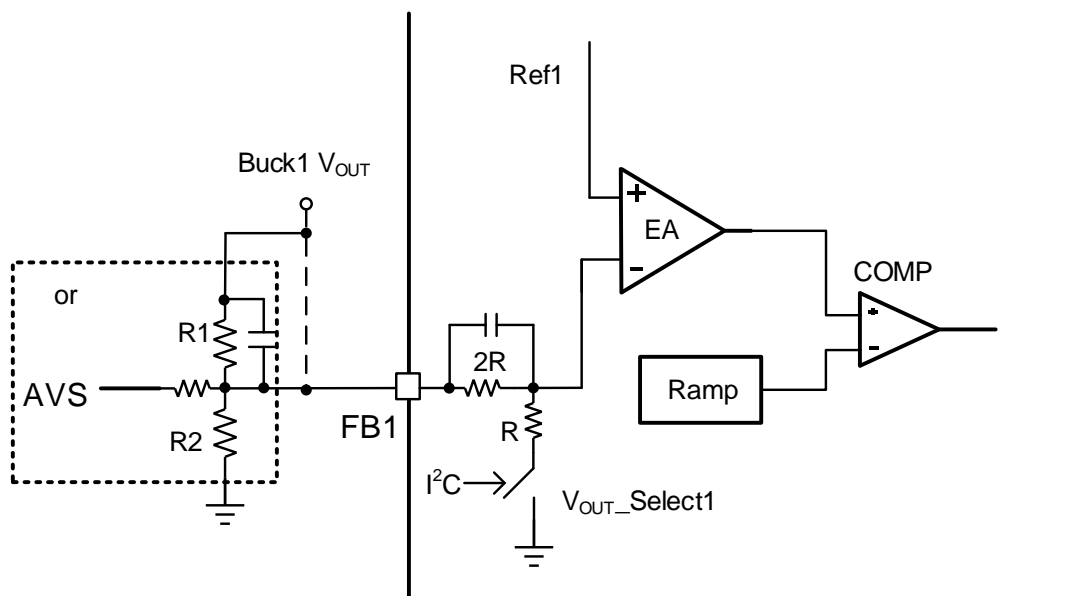 Ref1
Buck1 VOUT
EA
COMP
or
R1
2R
Ramp
AVS
FB1
R
R2
I²C
VOUT_Select1